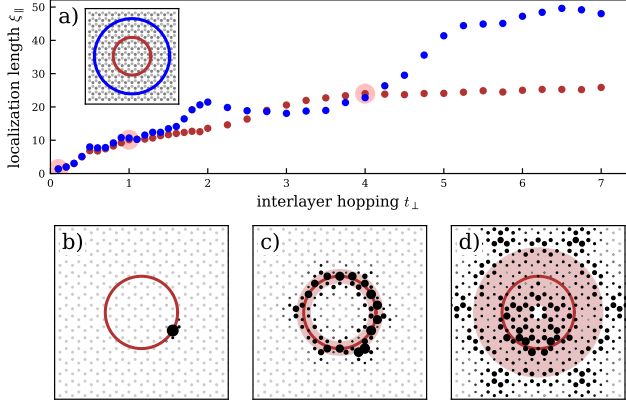 a)
localization length ξ∥
50
40
30
20
10
0
0 1 2 3 4 5 6 7
interlayer hopping t⊥
b) c) d)